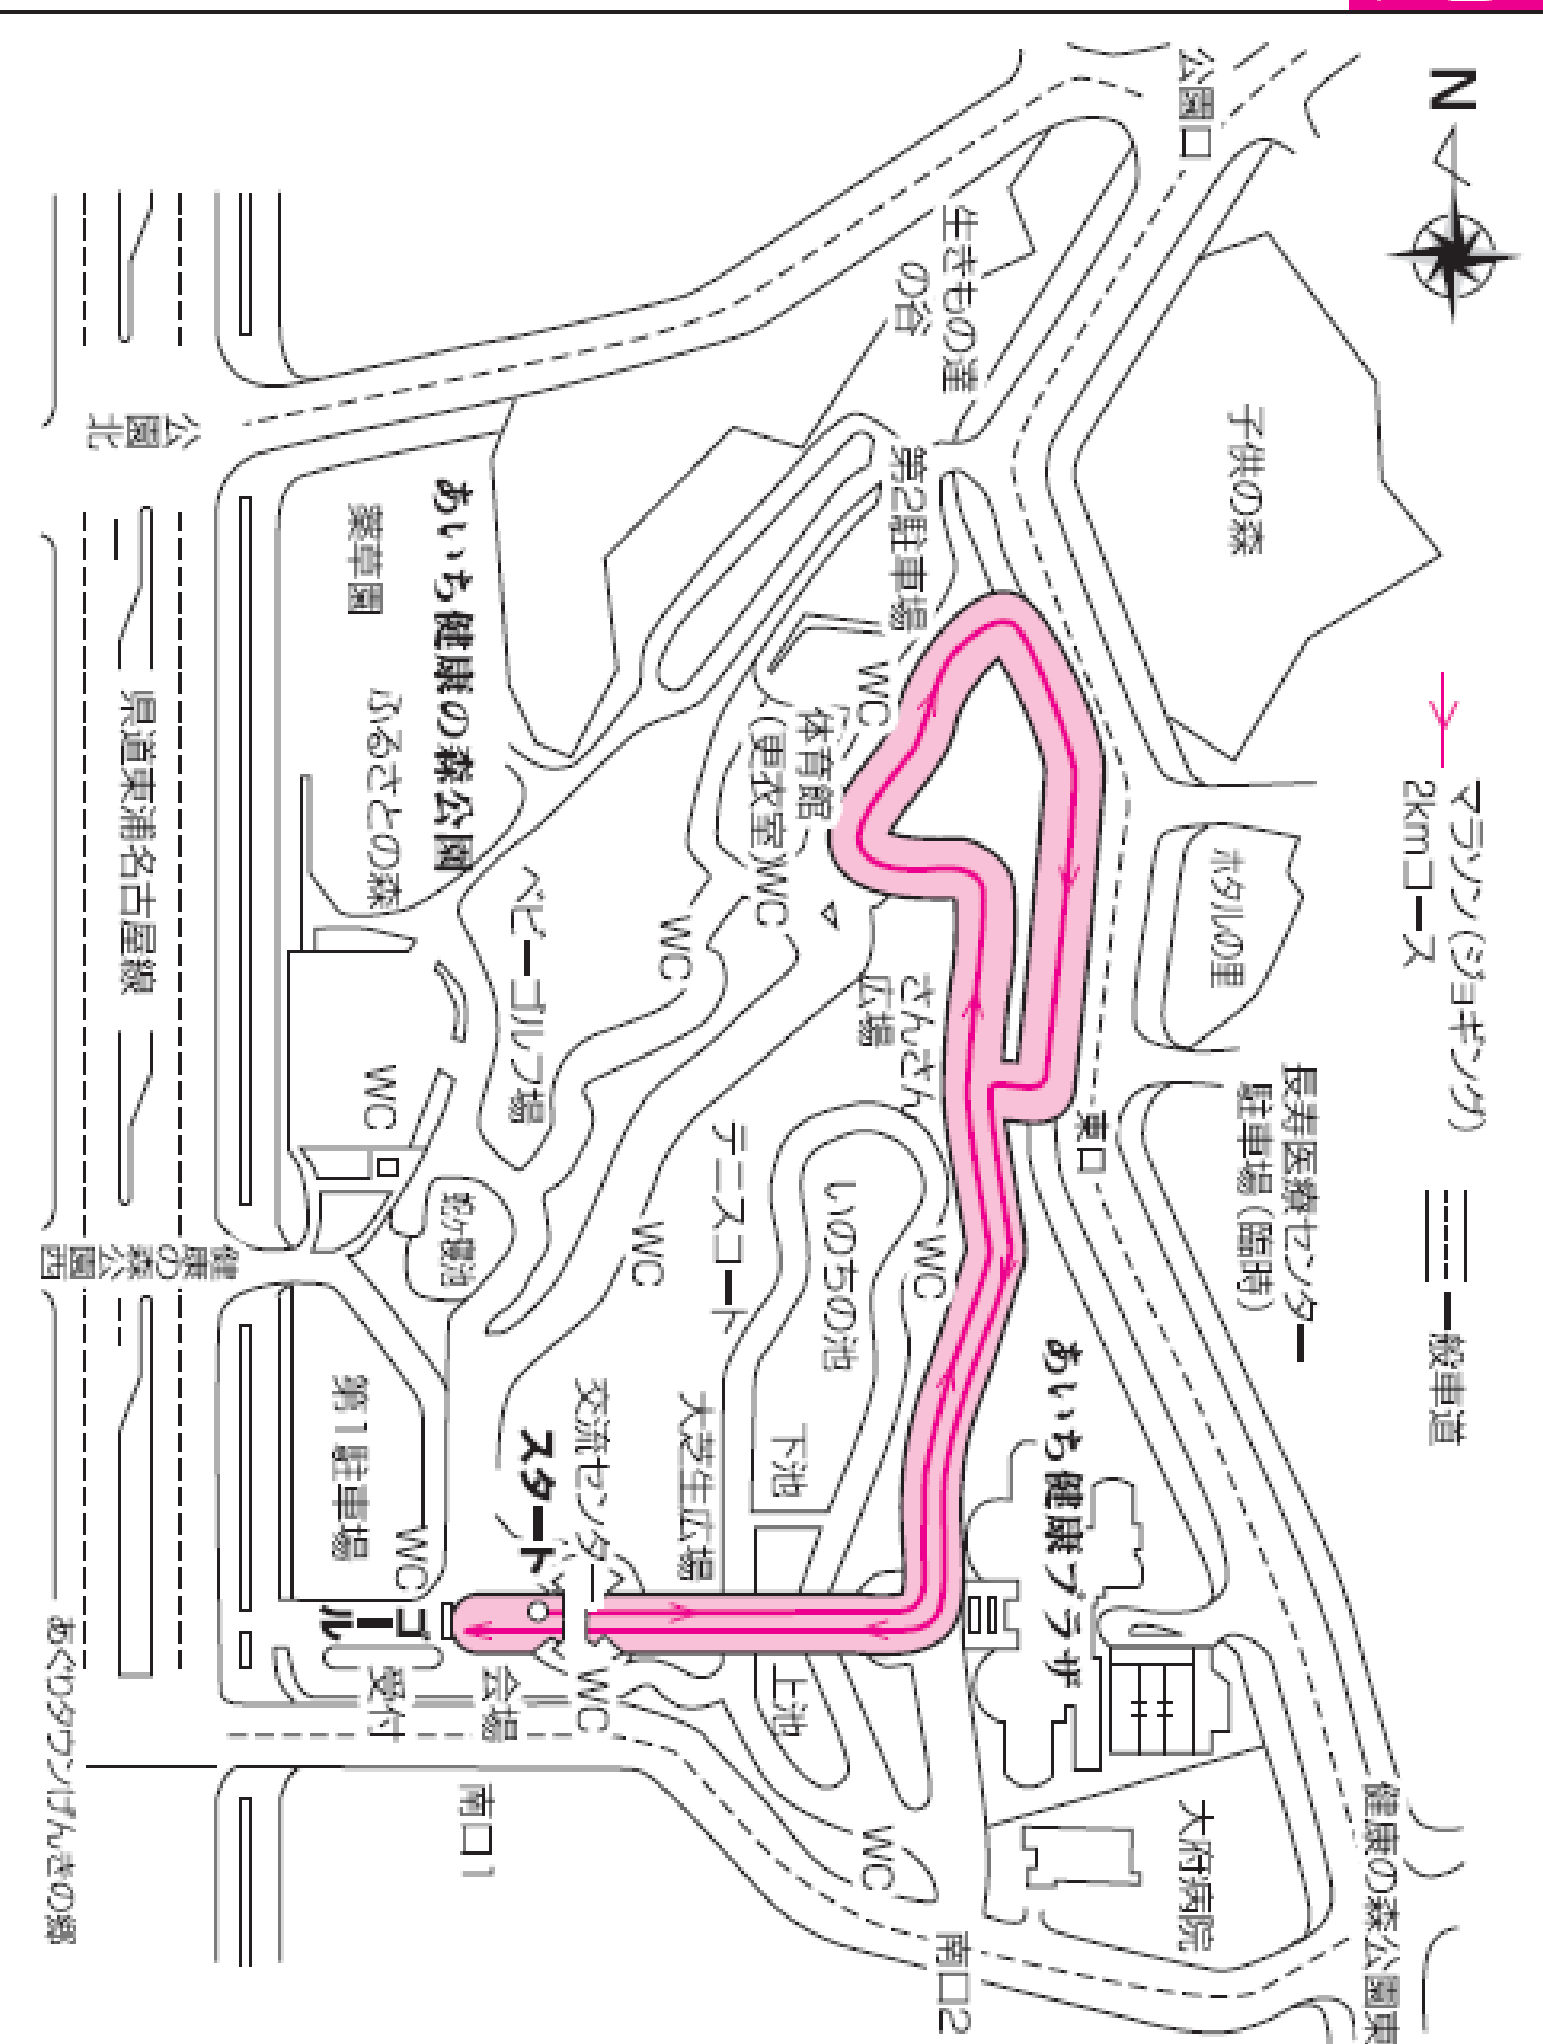 N
マラソン(ジョギング)
2kmコース
一般車道
公園口
子供の森
ホタルの里
長寿医療センター
駐車場(臨時)
東口
生きもの達
の谷
第2駐車場
WC
体育館
(更衣室)WC
さんさん
広場
WC
あいち健康プラザ
大府病院
健康の森公園東
南口2
WC
いのちの池
下池
上池
テニスコート
大芝生広場
WC
WC
交流センター
スタート
WC
会場
南口1
ベビーゴルフ場
あいち健康の森公園
薬草園
ふるさとの森
WC
第1駐車場
WC
ゴール
受付
公園北
県道東浦名古屋線
健康の森公園西
あぐりタウンげんきの郷